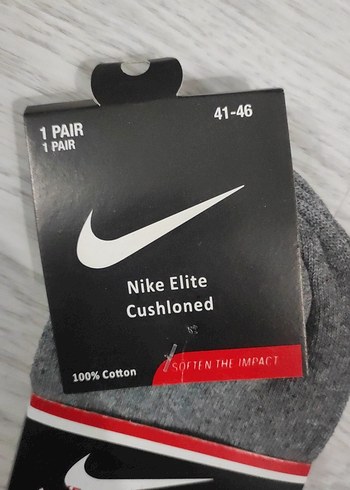 41-46
1 PAIR
1 PAIR
Nike Elite
Cushloned
SOFTEN THE IMPACT
100% Cotton